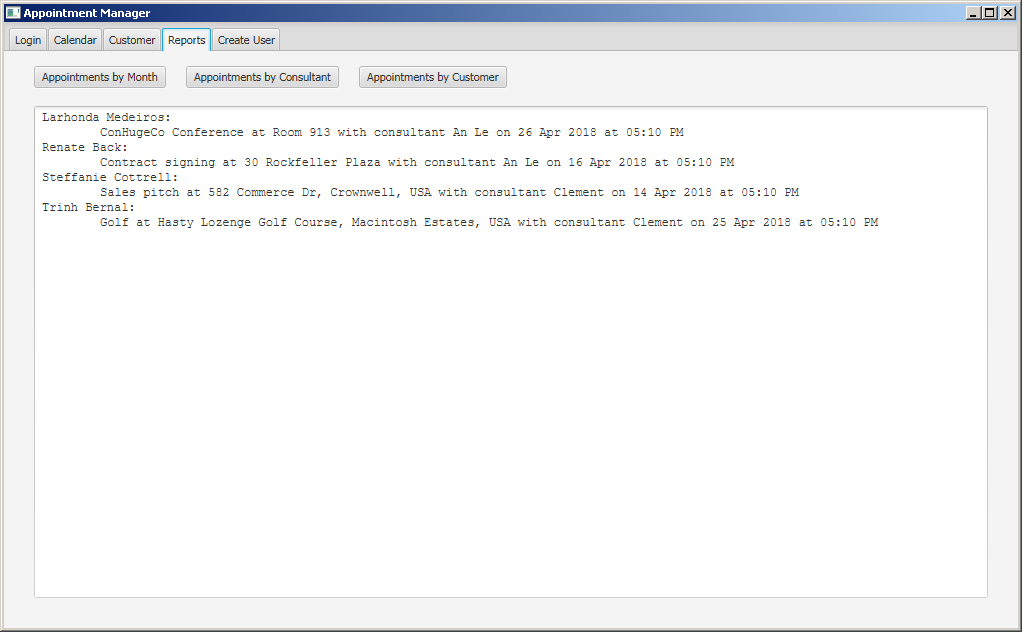 Appointment Manager
Login Calendar Customer Reports Create User
Appointments by Month Appointments by Consultant Appointments by Customer
Larhonda Medeiros:
ConHugeCo Conference at Room 913 with consultant An Le on 26 Apr 2018 at 05:10 PM
Renate Back:
Contract signing at 30 Rockfeller Plaza with consultant An Le on 16 Apr 2018 at 05:10 PM
Steffanie Cottrell:
Sales pitch at 582 Commerce Dr, Crownwell, USA with consultant Clement on 14 Apr 2018 at 05:10 PM
Trinh Bernal:
Golf at Hasty Lozenge Golf Course, Macintosh Estates, USA with consultant Clement on 25 Apr 2018 at 05:10 PM